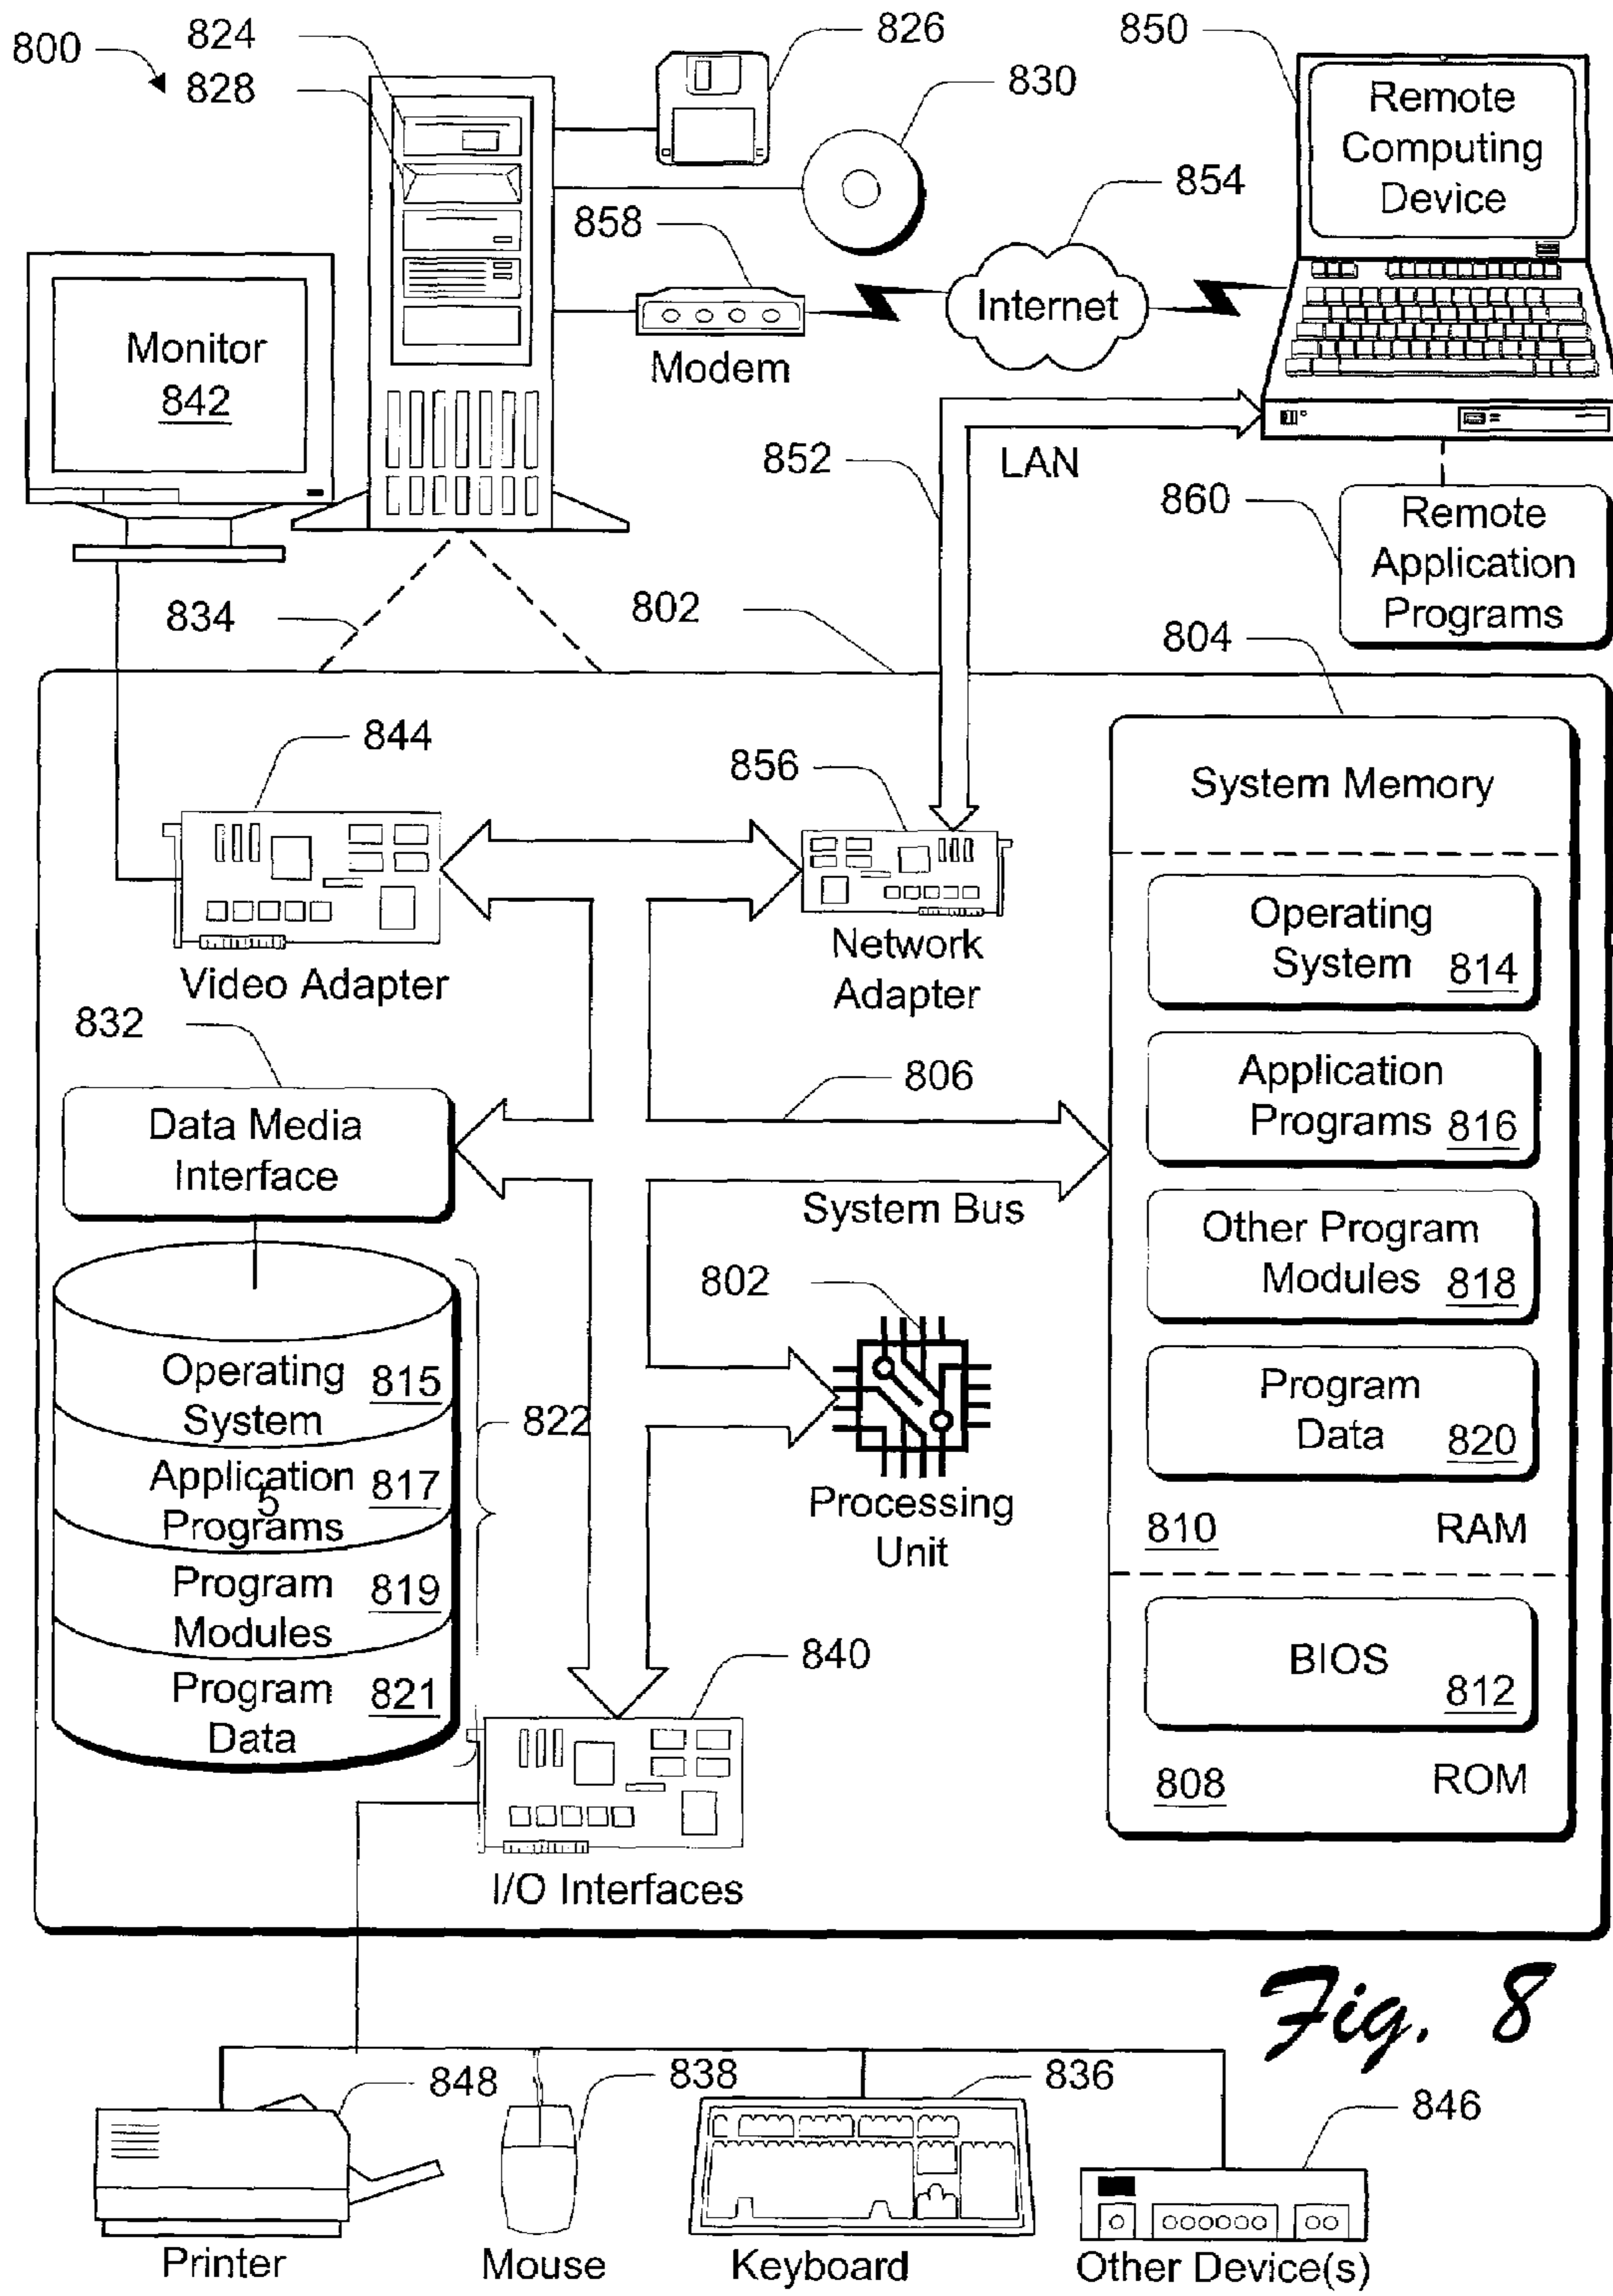 800
824
828
826
830
850
Remote
Computing
Device
854
858
Internet
Modem
Monitor
842
852
LAN
860
Remote
Application
Programs
834
802
804
844
856
System Memory
Video Adapter
Network
Adapter
Operating
System 814
832
Data Media
Interface
806
Application
Programs 816
System Bus
Other Program
Modules 818
802
Operating 815
System
822
Application 817
5
Programs
Program
Data 820
Processing
Unit
810 RAM
Program 819
Modules
840
BIOS
812
Program 821
Data
808 ROM
I/O Interfaces
Fig. 8
848
838
836
846
Printer
Mouse
Keyboard
Other Device(s)